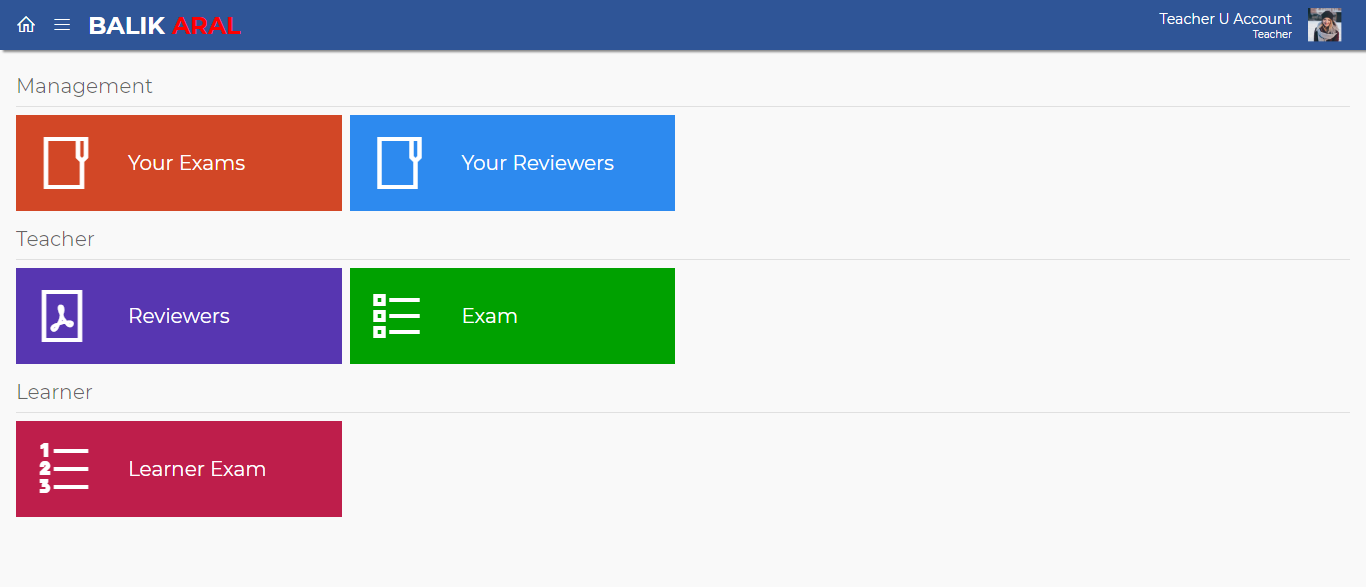 BALIK ARAL
Teacher U Account
Teacher
Management
Your Exams
Your Reviewers
Teacher
Reviewers
Exam
Learner
1
2
3
Learner Exam